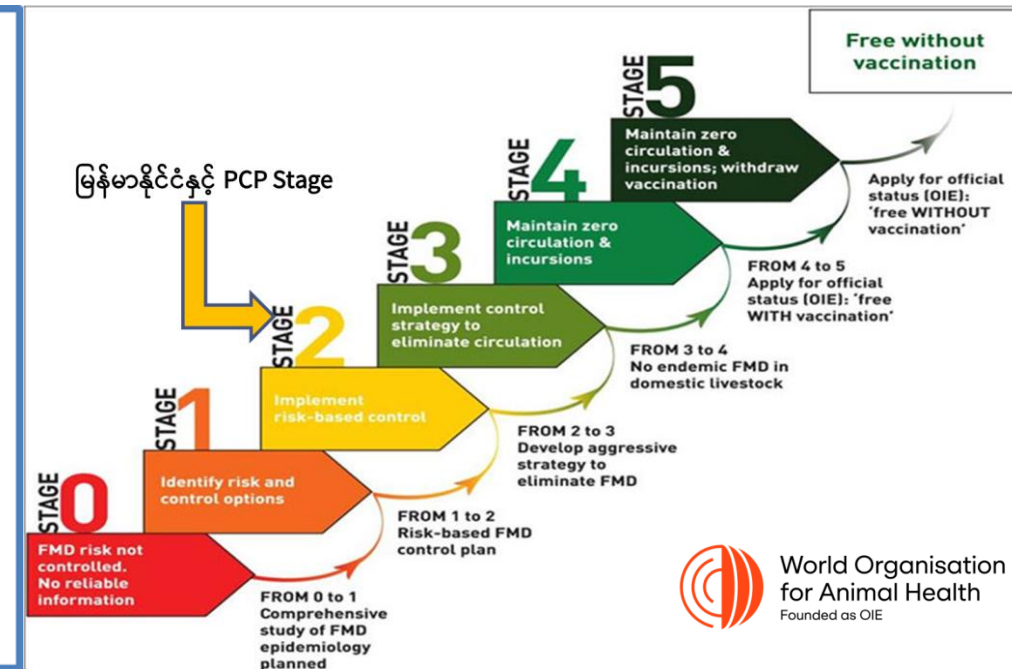 Free without
vaccination
STAGE
5
Maintain zero
circulation &
incursions; withdraw
vaccination
Apply for official
status (OIE):
'free WITHOUT
vaccination'
မြန်မာနိုင်ငံနှင့် PCP Stage
STAGE
4
Maintain zero
circulation &
incursions
FROM 4 to 5
Apply for official
status (OIE): 'free
WITH vaccination'
STAGE
3
Implement control
strategy to
eliminate circulation
FROM 3 to 4
No endemic FMD in
domestic livestock
STAGE
2
Implement
risk-based control
FROM 2 to 3
Develop aggressive
strategy to
eliminate FMD
STAGE
1
Identify risk and
control options
FROM 1 to 2
Risk-based FMD
control plan
STAGE
0
FMD risk not
controlled.
No reliable
information
FROM 0 to 1
Comprehensive
study of FMD
epidemiology
planned
World Organisation
for Animal Health
Founded as OIE